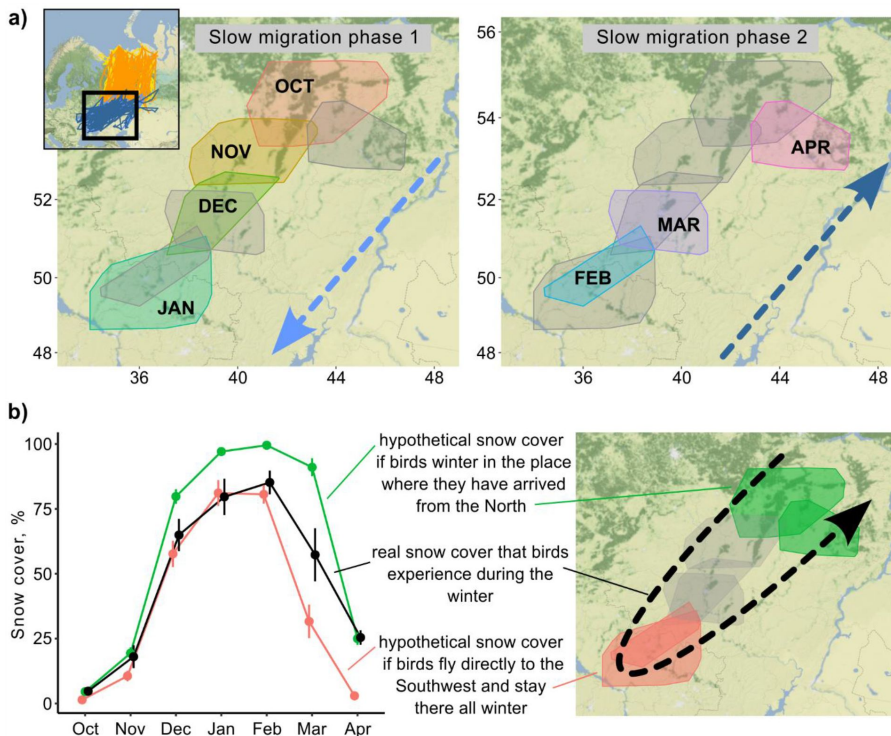 a)
Slow migration phase 1
OCT
NOV
DEC
JAN
52
50
48
36
40
44
48
Slow migration phase 2
APR
MAR
FEB
56
54
52
50
48
36
40
44
48
b)
Snow cover, %
100
75
50
25
0
Oct
Nov
Dec
Jan
Feb
Mar
Apr
hypothetical snow cover
if birds winter in the place
where they have arrived
from the North
real snow cover that birds
experience during the
winter
hypothetical snow cover
if birds fly directly to the
Southwest and stay
there all winter